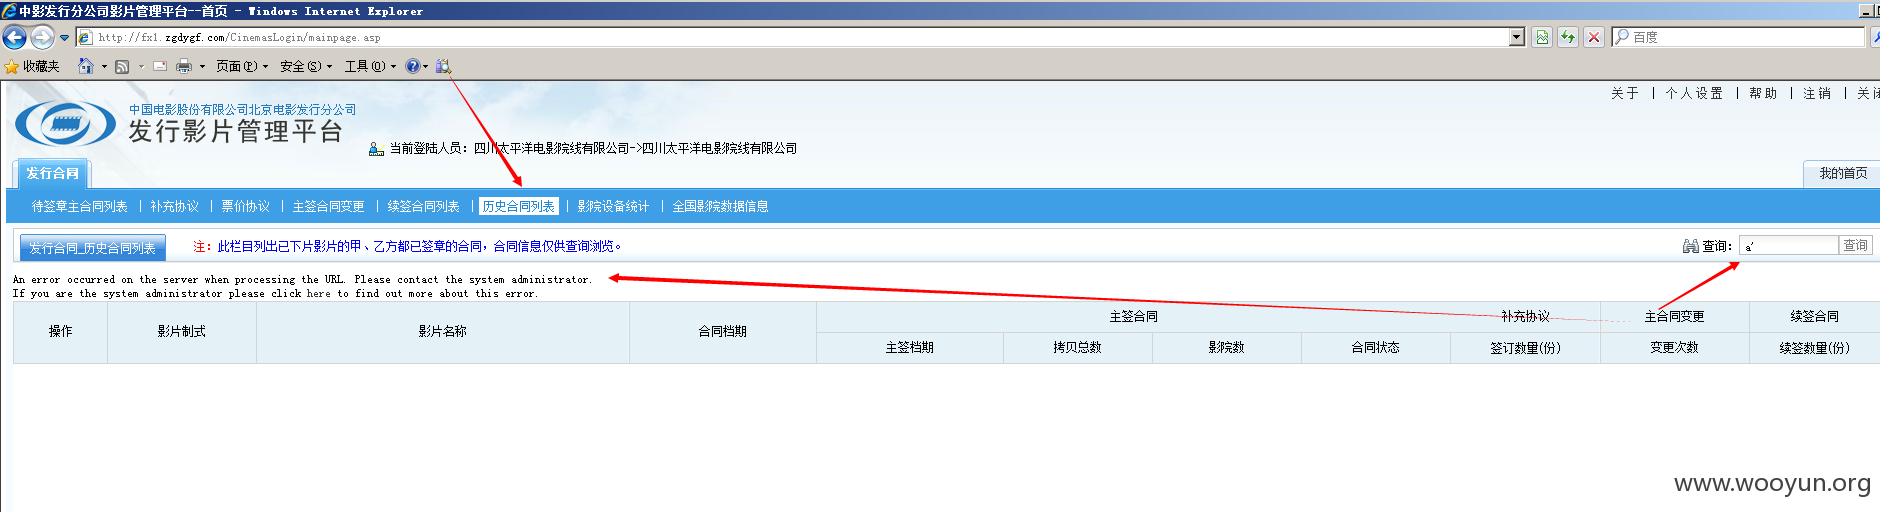 中影发行分公司影片管理平台--首页 - Windows Internet Explorer
http://fx1.zgdygf.com/CinemasLogin/mainpage.asp
百度
收藏夹
页面(P) 安全(S) 工具(O)
关于 | 个人设置 | 帮助 | 注销 | 关闭
中国电影股份有限公司北京电影发行分公司
发行影片管理平台
当前登陆人员：四川太平洋电影院线有限公司->四川太平洋电影院线有限公司
发行合同
我的首页
待签章主合同列表 | 补充协议 | 票价协议 | 主签合同变更 | 续签合同列表 | 历史合同列表 | 影院设备统计 | 全国影院数据信息
发行合同_历史合同列表
注：此栏目列出已下片影片的甲、乙方都已签章的合同，合同信息仅供查询浏览。
查询： a' 查询
An error occurred on the server when processing the URL. Please contact the system administrator.
If you are the system administrator please click here to find out more about this error.
操作 影片制式 影片名称 合同档期 主签合同 补充协议 主合同变更 续签合同
主签档期 拷贝总数 影院数 合同状态 签订数量(份) 变更次数 续签数量(份)
www.wooyun.org